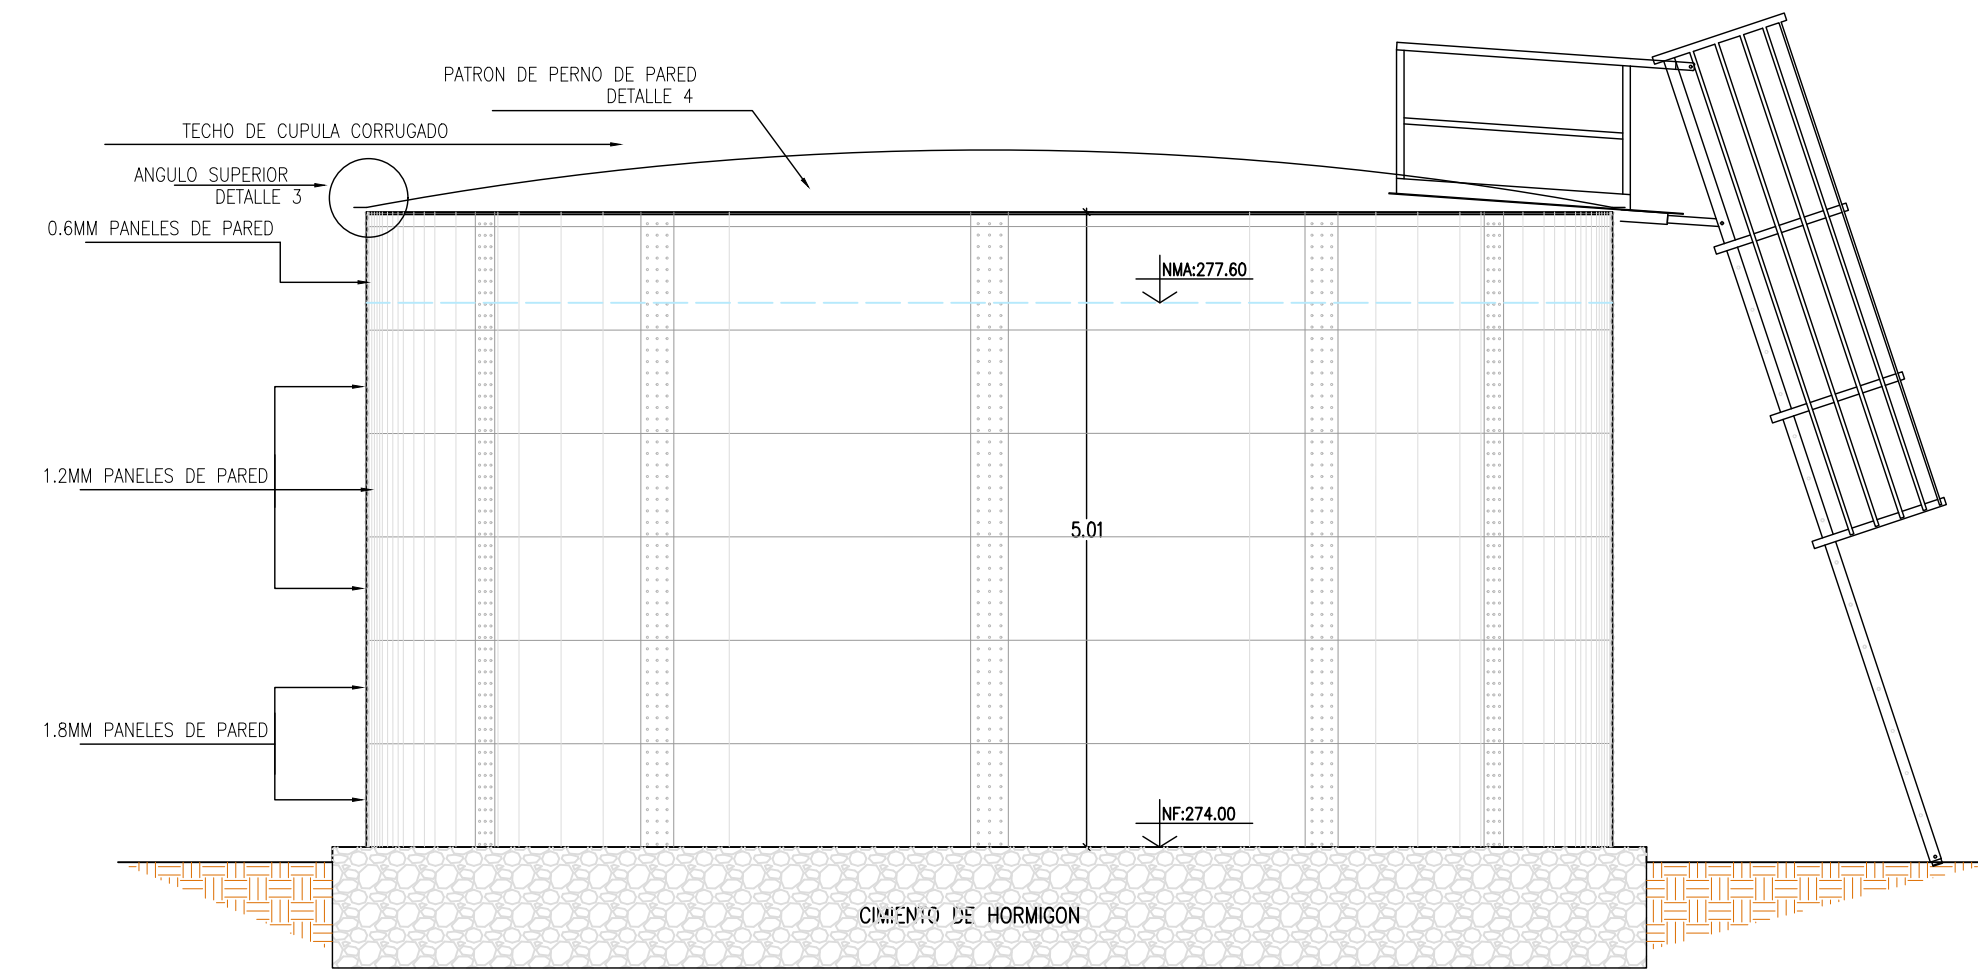 PATRON DE PERNO DE PARED
DETALLE 4
TECHO DE CUPULA CORRUGADO
ANGULO SUPERIOR
DETALLE 3
0.6MM PANELES DE PARED
NMA:277.60
1.2MM PANELES DE PARED
5.01
1.8MM PANELES DE PARED
NF:274.00
CIMIENTO DE HORMIGON